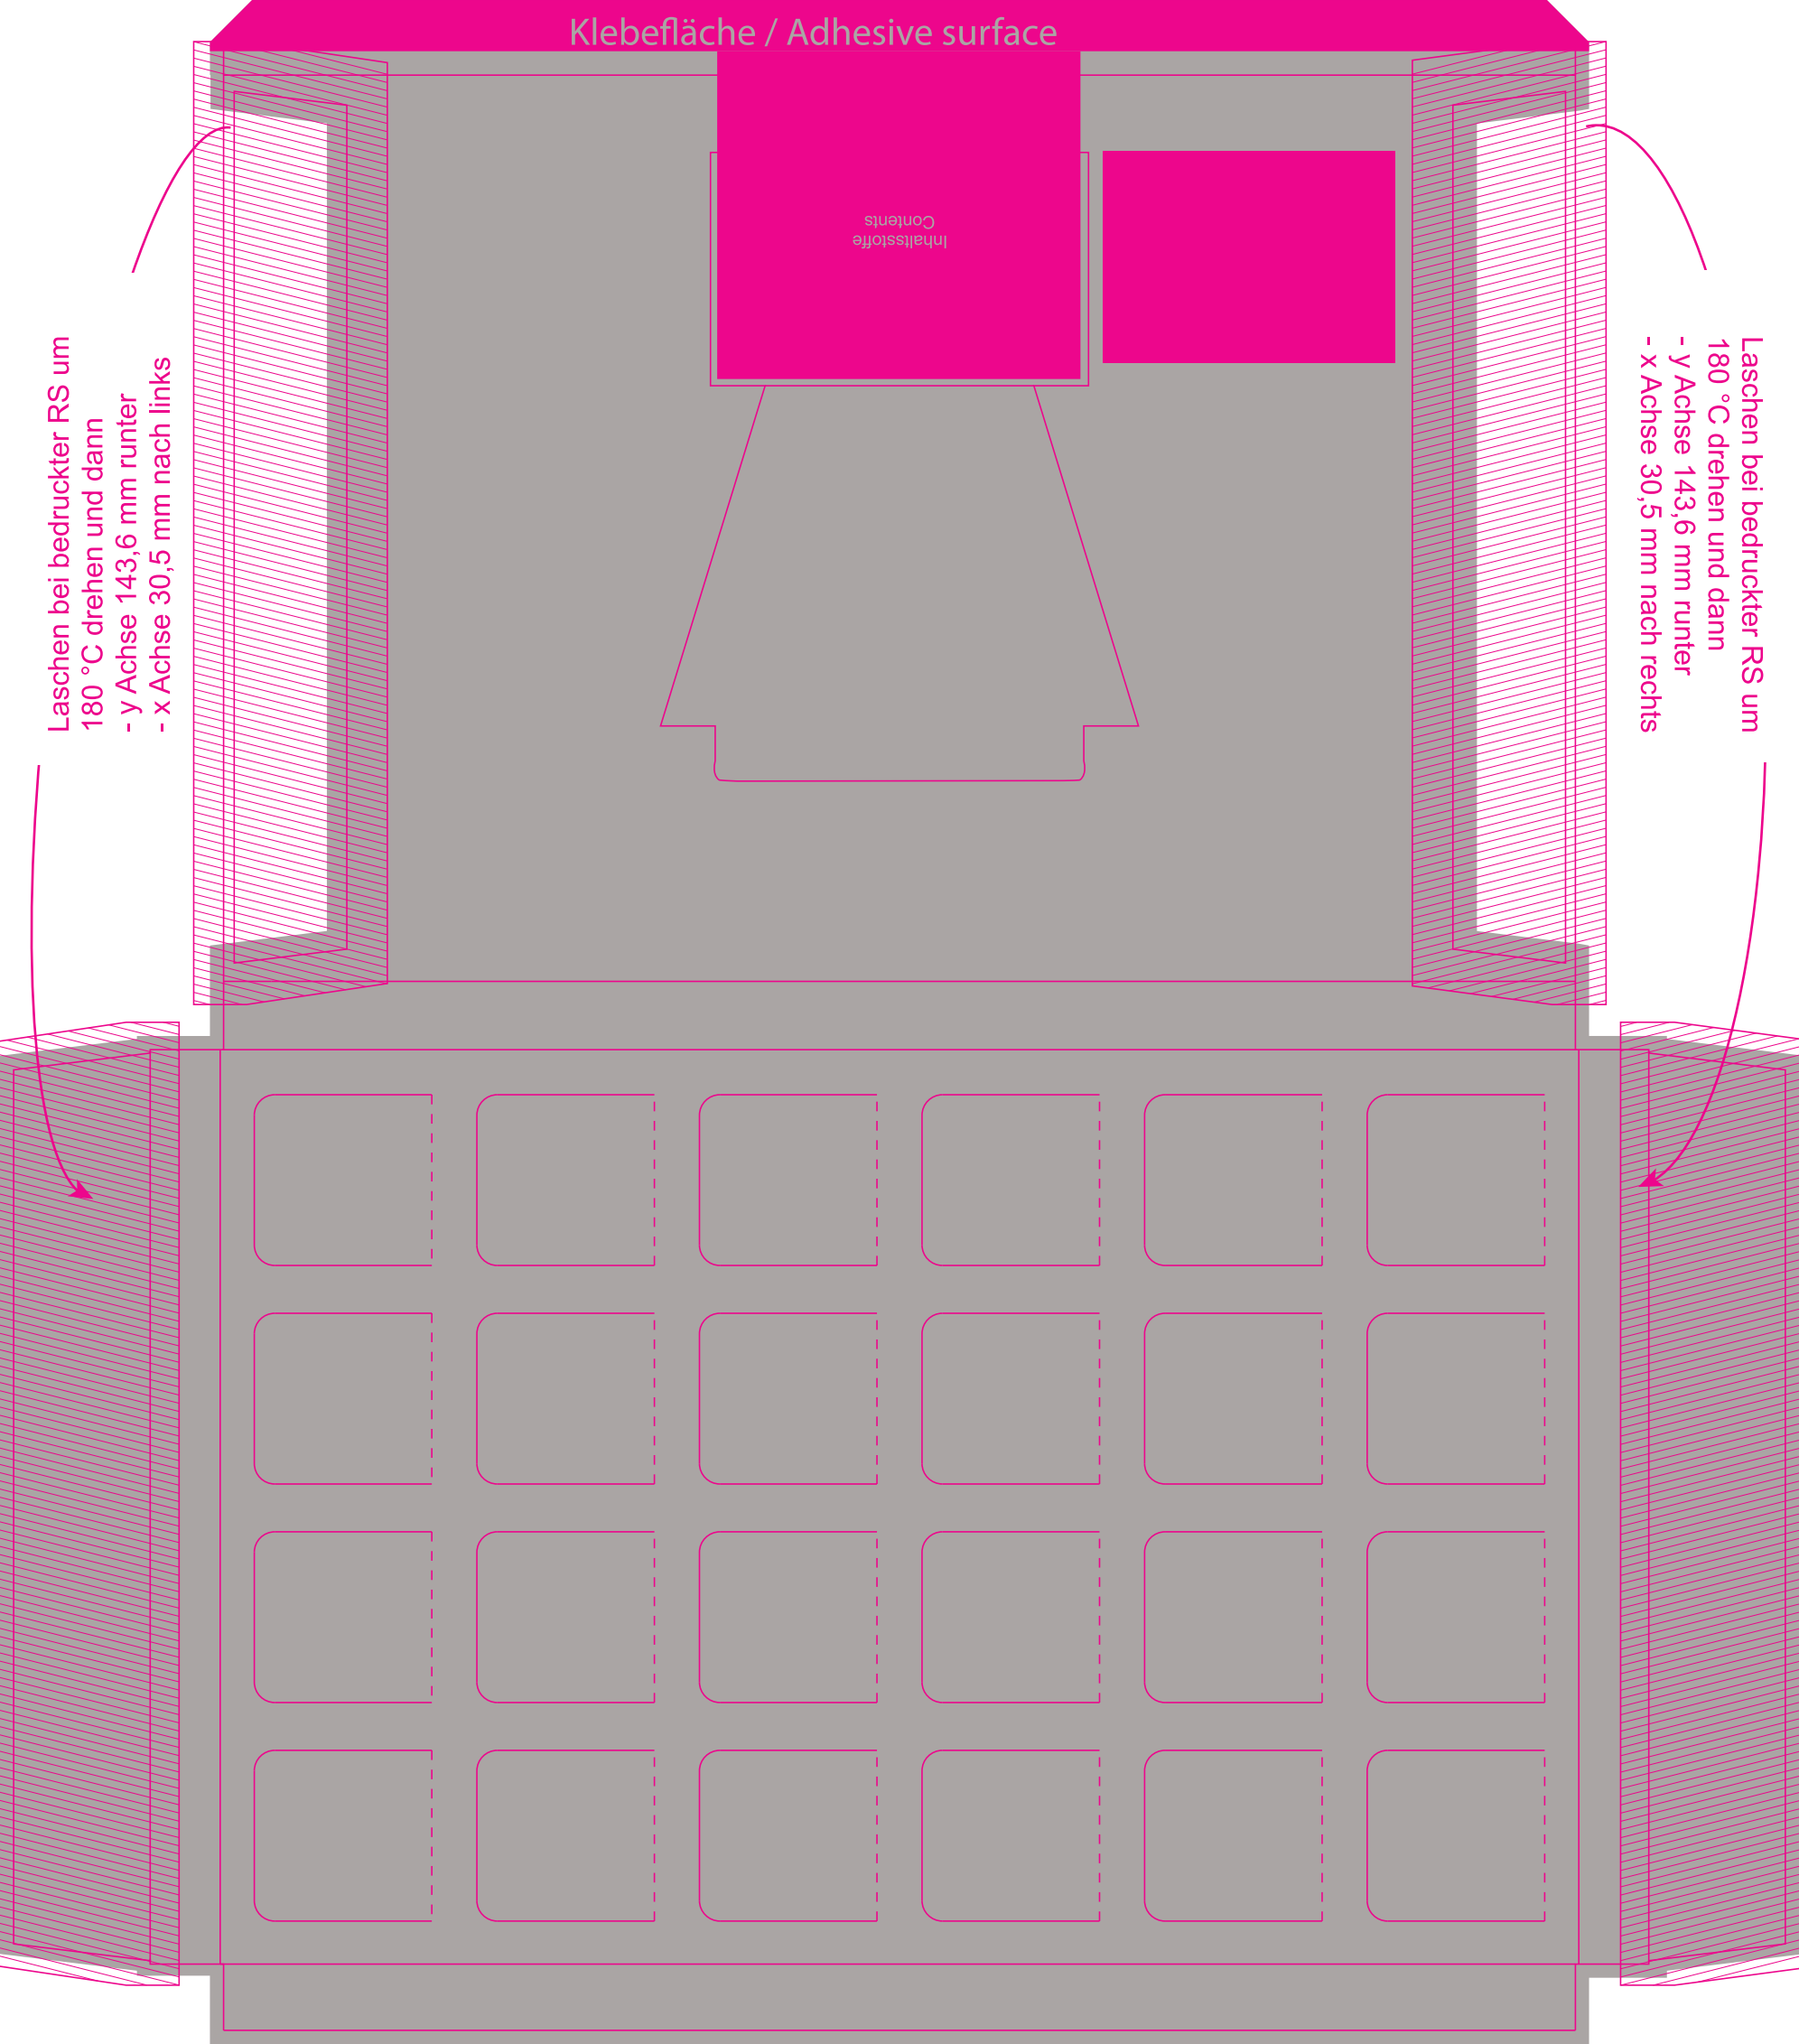 Klebefläche / Adhesive surface
Inhaltsstoffe
Contents
Laschen bei bedruckter RS um
180 °C drehen und dann
- y Achse 143,6 mm runter
- x Achse 30,5 mm nach links
Laschen bei bedruckter RS um
180 °C drehen und dann
- y Achse 143,6 mm runter
- x Achse 30,5 mm nach rechts